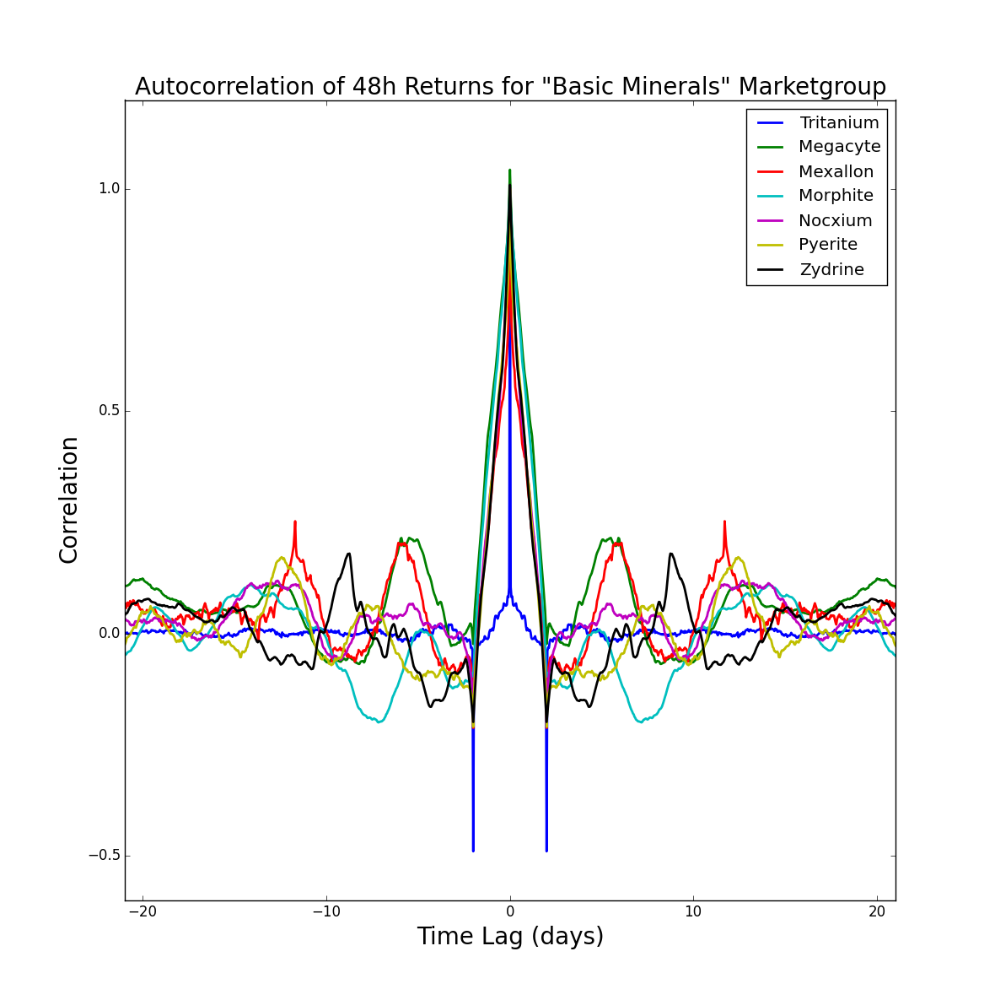 Autocorrelation of 48h Returns for "Basic Minerals" Marketgroup
Tritanium
Megacyte
Mexallon
Morphite
Nocxium
Pyerite
Zydrine
1.0
0.5
0.0
−0.5
Correlation
−20
−10
0
10
20
Time Lag (days)